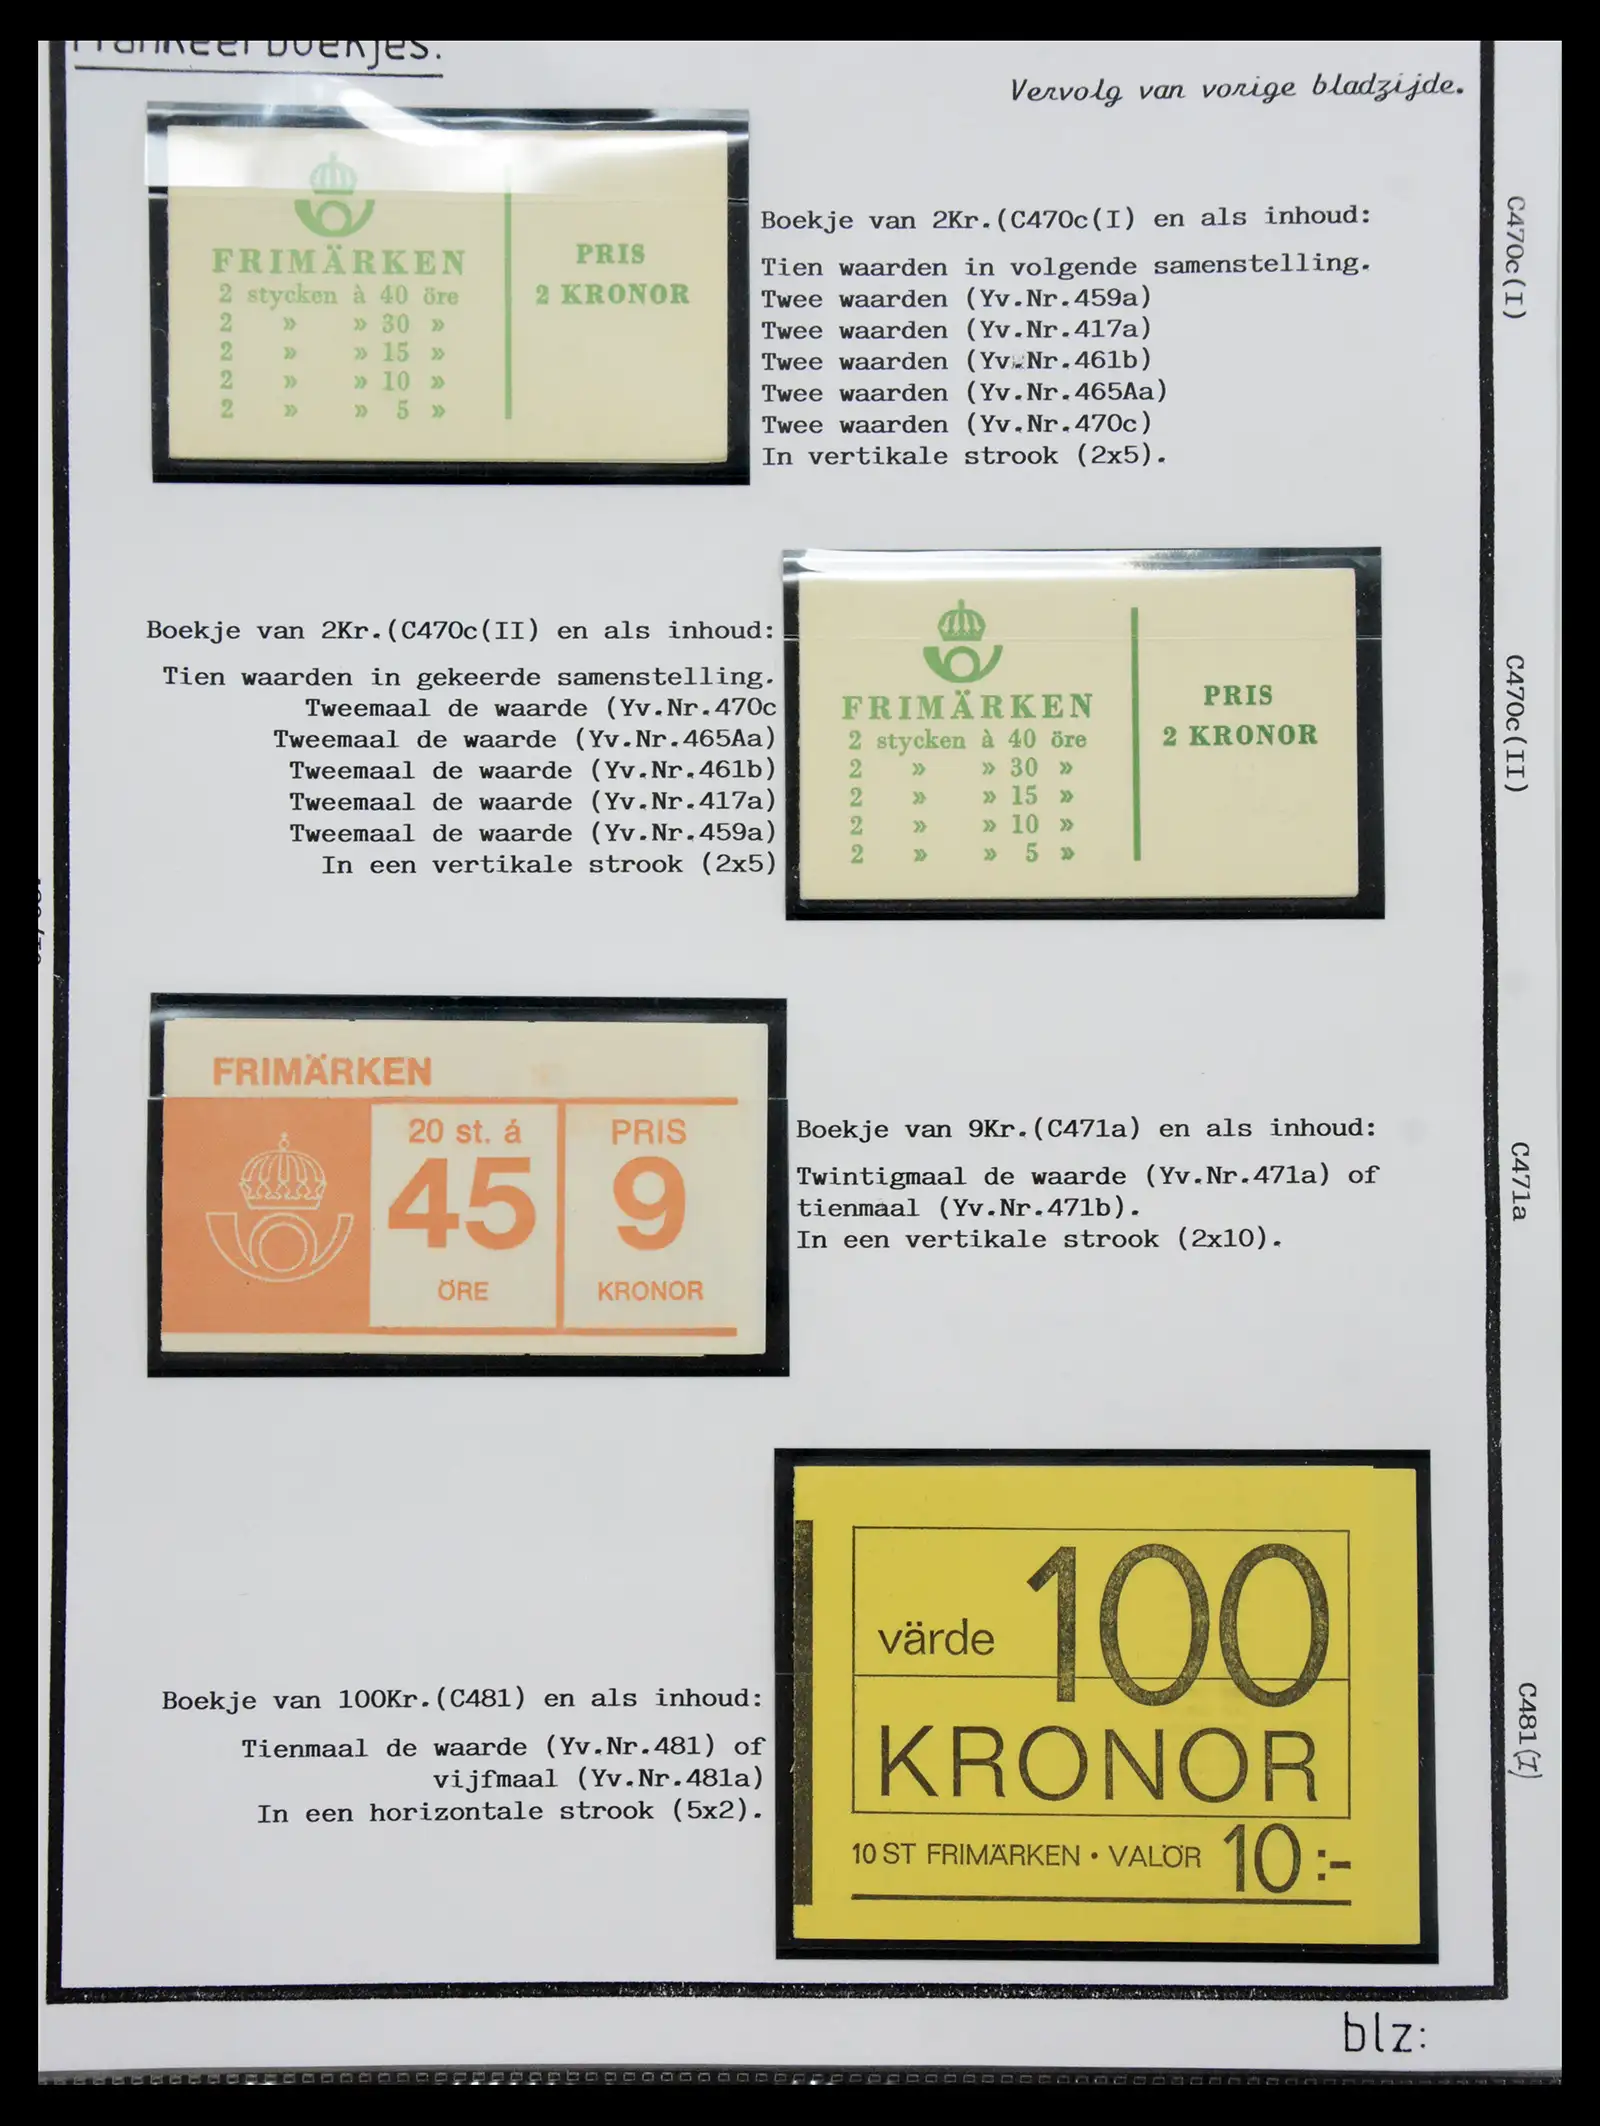 Frankeerboekjes.
Vervolg van vorige bladzijde.
FRIMÄRKEN
2 stycken à 40 öre
2 » » 30 »
2 » » 15 »
2 » » 10 »
2 » » 5 »
PRIS
2 KRONOR
Boekje van 2Kr.(C470c(I) en als inhoud:
Tien waarden in volgende samenstelling.
Twee waarden (Yv.Nr.459a)
Twee waarden (Yv.Nr.417a)
Twee waarden (Yv.Nr.461b)
Twee waarden (Yv.Nr.465Aa)
Twee waarden (Yv.Nr.470c)
In vertikale strook (2x5).
C470c(I)
Boekje van 2Kr.(C470c(II) en als inhoud:
Tien waarden in gekeerde samenstelling.
Tweemaal de waarde (Yv.Nr.470c
Tweemaal de waarde (Yv.Nr.465Aa)
Tweemaal de waarde (Yv.Nr.461b)
Tweemaal de waarde (Yv.Nr.417a)
Tweemaal de waarde (Yv.Nr.459a)
In een vertikale strook (2x5)
FRIMÄRKEN
2 stycken à 40 öre
2 » » 30 »
2 » » 15 »
2 » » 10 »
2 » » 5 »
PRIS
2 KRONOR
C470c(II)
FRIMÄRKEN
20 st. á
45
ÖRE
PRIS
9
KRONOR
Boekje van 9Kr.(C471a) en als inhoud:
Twintigmaal de waarde (Yv.Nr.471a) of
tienmaal (Yv.Nr.471b).
In een vertikale strook (2x10).
C471a
Boekje van 100Kr.(C481) en als inhoud:
Tienmaal de waarde (Yv.Nr.481) of
vijfmaal (Yv.Nr.481a)
In een horizontale strook (5x2).
värde 100
KRONOR
10 ST FRIMÄRKEN • VALÖR 10:-
C481(I)
blz: